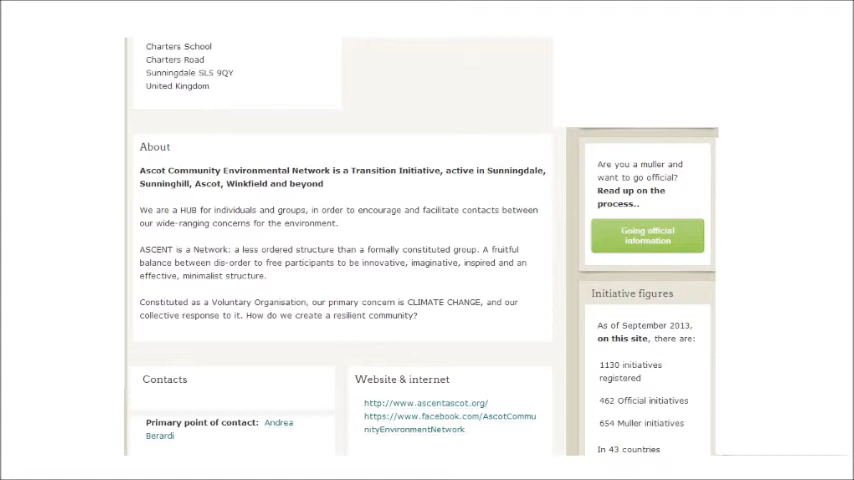 Charters School
Charters Road
Sunningdale SL5 9QY
United Kingdom
About
Ascot Community Environmental Network is a Transition Initiative, active in Sunningdale,
Sunninghill, Ascot, Winkfield and beyond
We are a HUB for individuals and groups, in order to encourage and facilitate contacts between
our wide-ranging concerns for the environment.
ASCENT is a Network: a less ordered structure than a formally constituted group. A fruitful
balance between dis-order to free participants to be innovative, imaginative, inspired and an
effective, minimalist structure.
Constituted as a Voluntary Organisation, our primary concern is CLIMATE CHANGE, and our
collective response to it. How do we create a resilient community?
Contacts
Primary point of contact: Andrea
Berardi
Website & internet
http://www.ascentascot.org/
https://www.facebook.com/AscotCommu
nityEnvironmentNetwork
Are you a muller and
want to go official?
Read up on the
process..
Going official
information
Initiative figures
As of September 2013,
on this site, there are:
1130 initiatives
registered
462 Official initiatives
654 Muller initiatives
In 43 countries